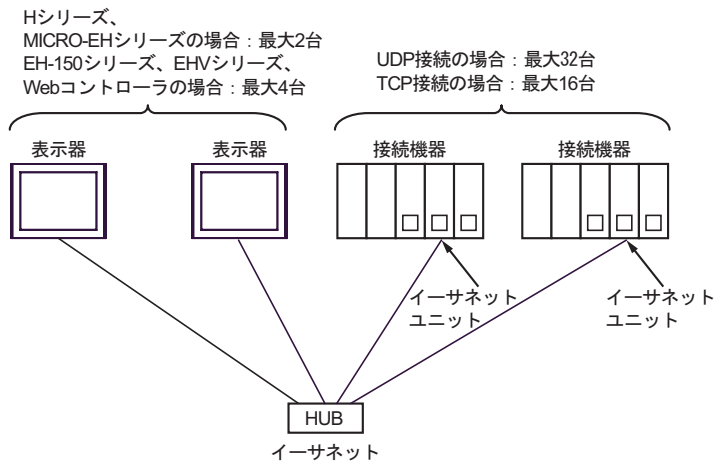 Hシリーズ、
MICRO-EHシリーズの場合：最大2台
EH-150シリーズ、EHVシリーズ、
Webコントローラの場合：最大4台
UDP接続の場合：最大32台
TCP接続の場合：最大16台
表示器
表示器
接続機器
接続機器
イーサネット
ユニット
イーサネット
ユニット
HUB
イーサネット